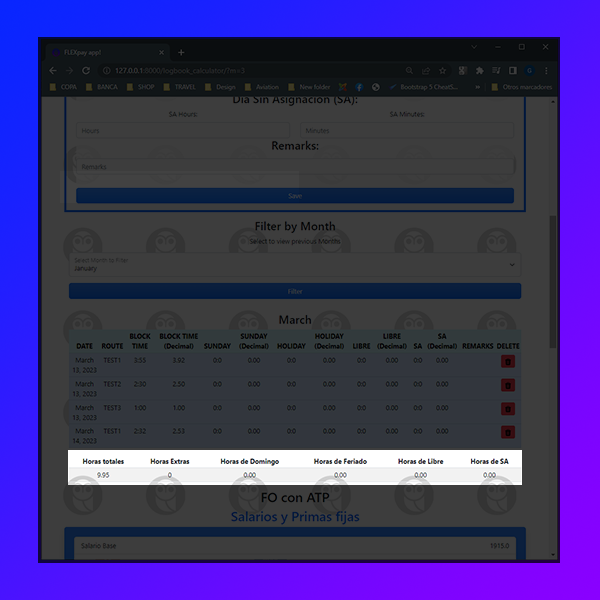 FLEXpay appl
127.0.0.1:8000/logbook_calculator/?m=3
COPA BANCA SHOP TRAVEL Design Aviation New folder Bootstrap 5 CheatS... » Otros marcadores
Día Sin Asignación (SA):
SA Hours: SA Minutes:
Hours Minutes
Remarks:
Remarks
Save
Filter by Month
Select to view previous Months
Select Month to Filter
January
Filter
March
DATE ROUTE BLOCK TIME BLOCK TIME (Decimal) SUNDAY SUNDAY (Decimal) HOLIDAY HOLIDAY (Decimal) LIBRE LIBRE (Decimal) SA SA (Decimal) REMARKS DELETE
March 13, 2023 TEST1 3:55 3.92 0:0 0.00 0:0 0.00 0:0 0.00 0:0 0.00
March 13, 2023 TEST2 2:30 2.50 0:0 0.00 0:0 0.00 0:0 0.00 0:0 0.00
March 13, 2023 TEST3 1:00 1.00 0:0 0.00 0:0 0.00 0:0 0.00 0:0 0.00
March 14, 2023 TEST1 2:32 2.53 0:0 0.00 0:0 0.00 0:0 0.00 0:0 0.00
Horas totales Horas Extras Horas de Domingo Horas de Feriado Horas de Libre Horas de SA
9.95 0 0.00 0.00 0.00 0.00
FO con ATP
Salarios y Primas fijas
Salario Base 1915.0